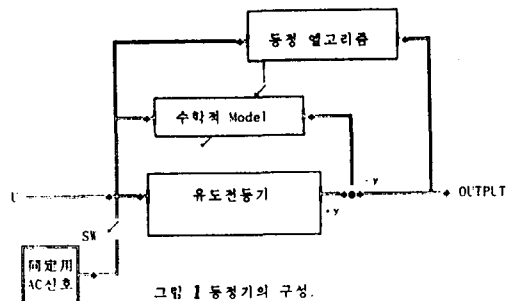 동정 알고리즘
수학적 Model
유도전동기
- y
+ y
U
OUTPUT
SW
同定用
AC신호
그림 1 동정기의 구성.